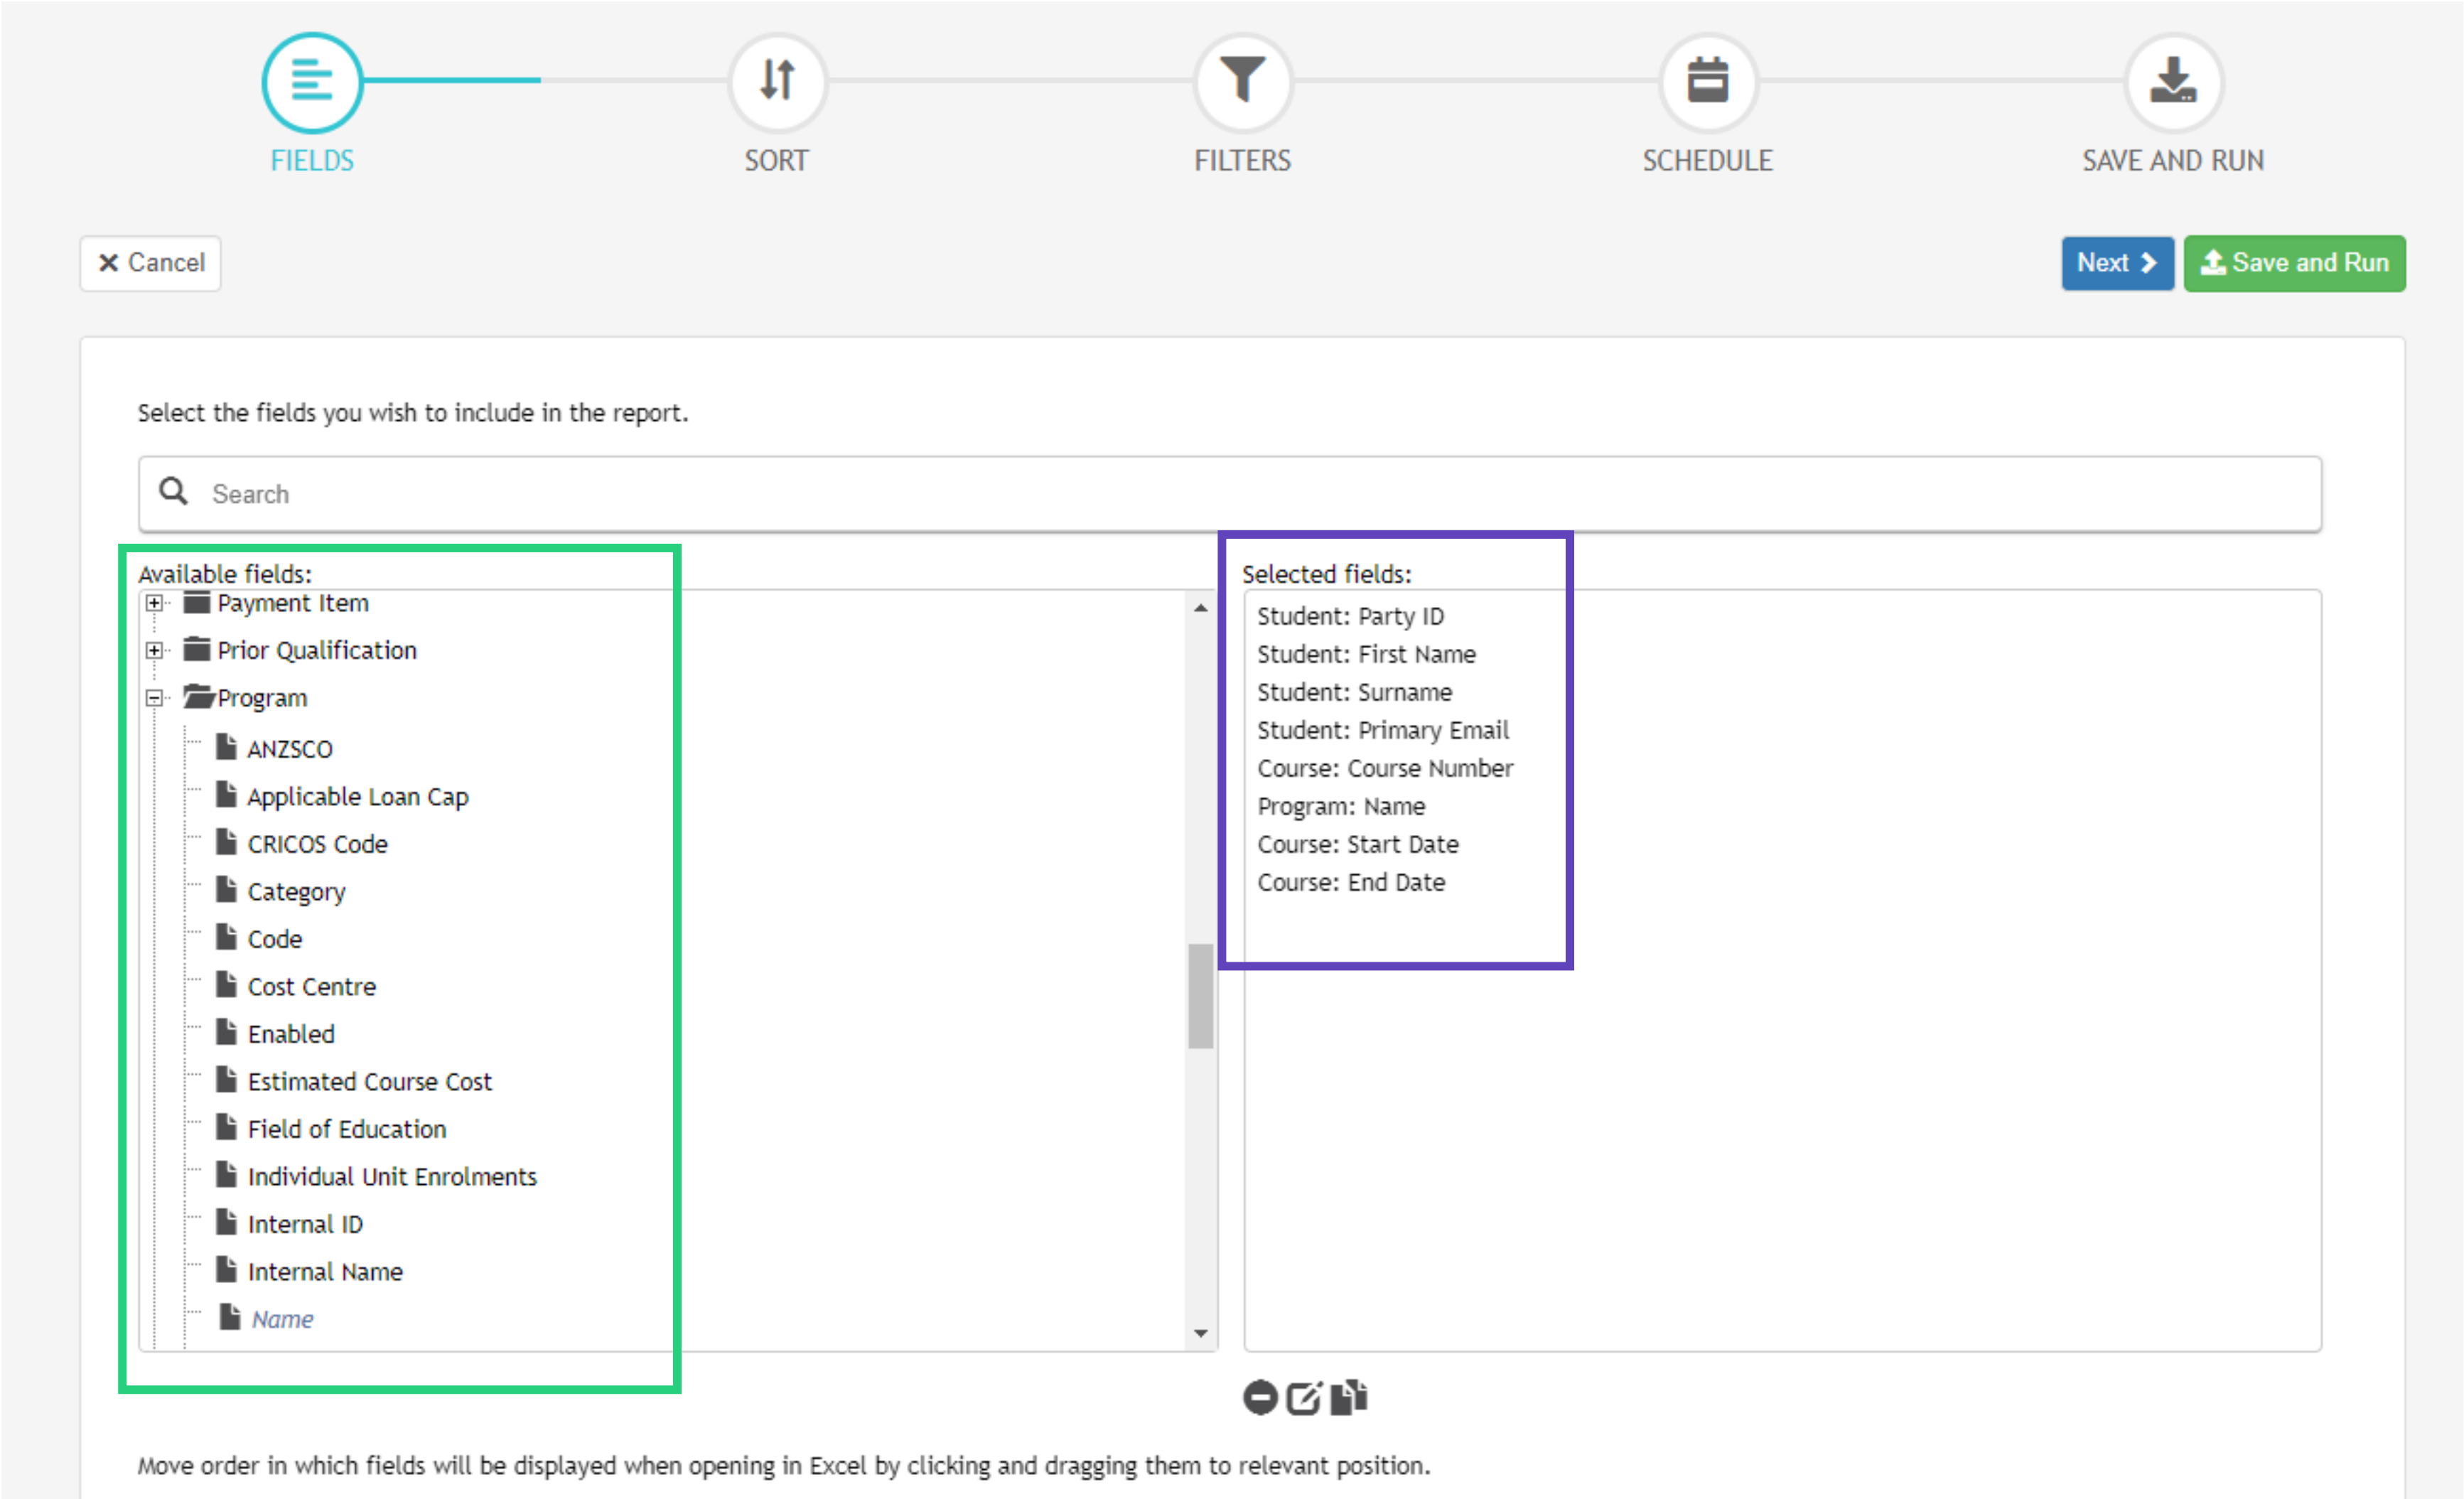 FIELDS
SORT
FILTERS
SCHEDULE
SAVE AND RUN
Cancel
Next
Save and Run
Select the fields you wish to include in the report.
Search
Available fields:
Payment Item
Prior Qualification
Program
ANZSCO
Applicable Loan Cap
CRICOS Code
Category
Code
Cost Centre
Enabled
Estimated Course Cost
Field of Education
Individual Unit Enrolments
Internal ID
Internal Name
Name
Selected fields:
Student: Party ID
Student: First Name
Student: Surname
Student: Primary Email
Course: Course Number
Program: Name
Course: Start Date
Course: End Date
Move order in which fields will be displayed when opening in Excel by clicking and dragging them to relevant position.